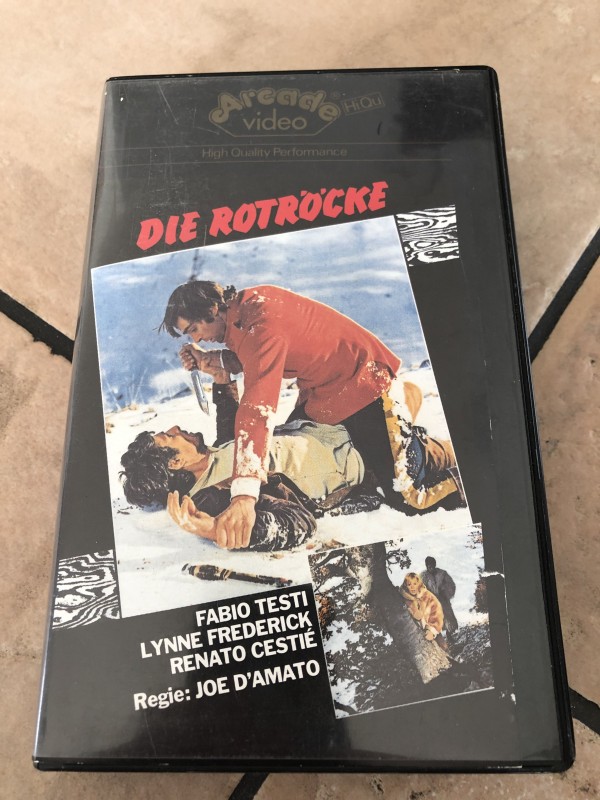 Arcade®
video
HiQu
High Quality Performance
DIE ROTRÖCKE
FABIO TESTI
LYNNE FREDERICK
RENATO CESTIÉ
Regie: JOE D'AMATO